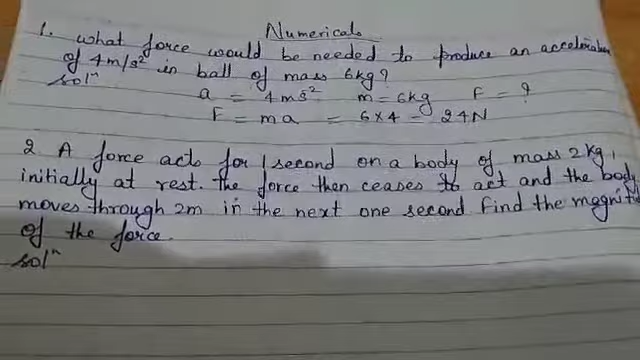 Numericals
1. what force would be needed to produce an acceleration
of 4m/s² in ball of mass 6kg?
solⁿ
a = 4ms² m = 6kg F = ?
F = ma = 6×4 = 24N
2 A force acts for 1 second on a body of mass 2kg,
initially at rest. the force then ceases to act and the body
moves through 2m in the next one second find the
of the force.
solⁿ